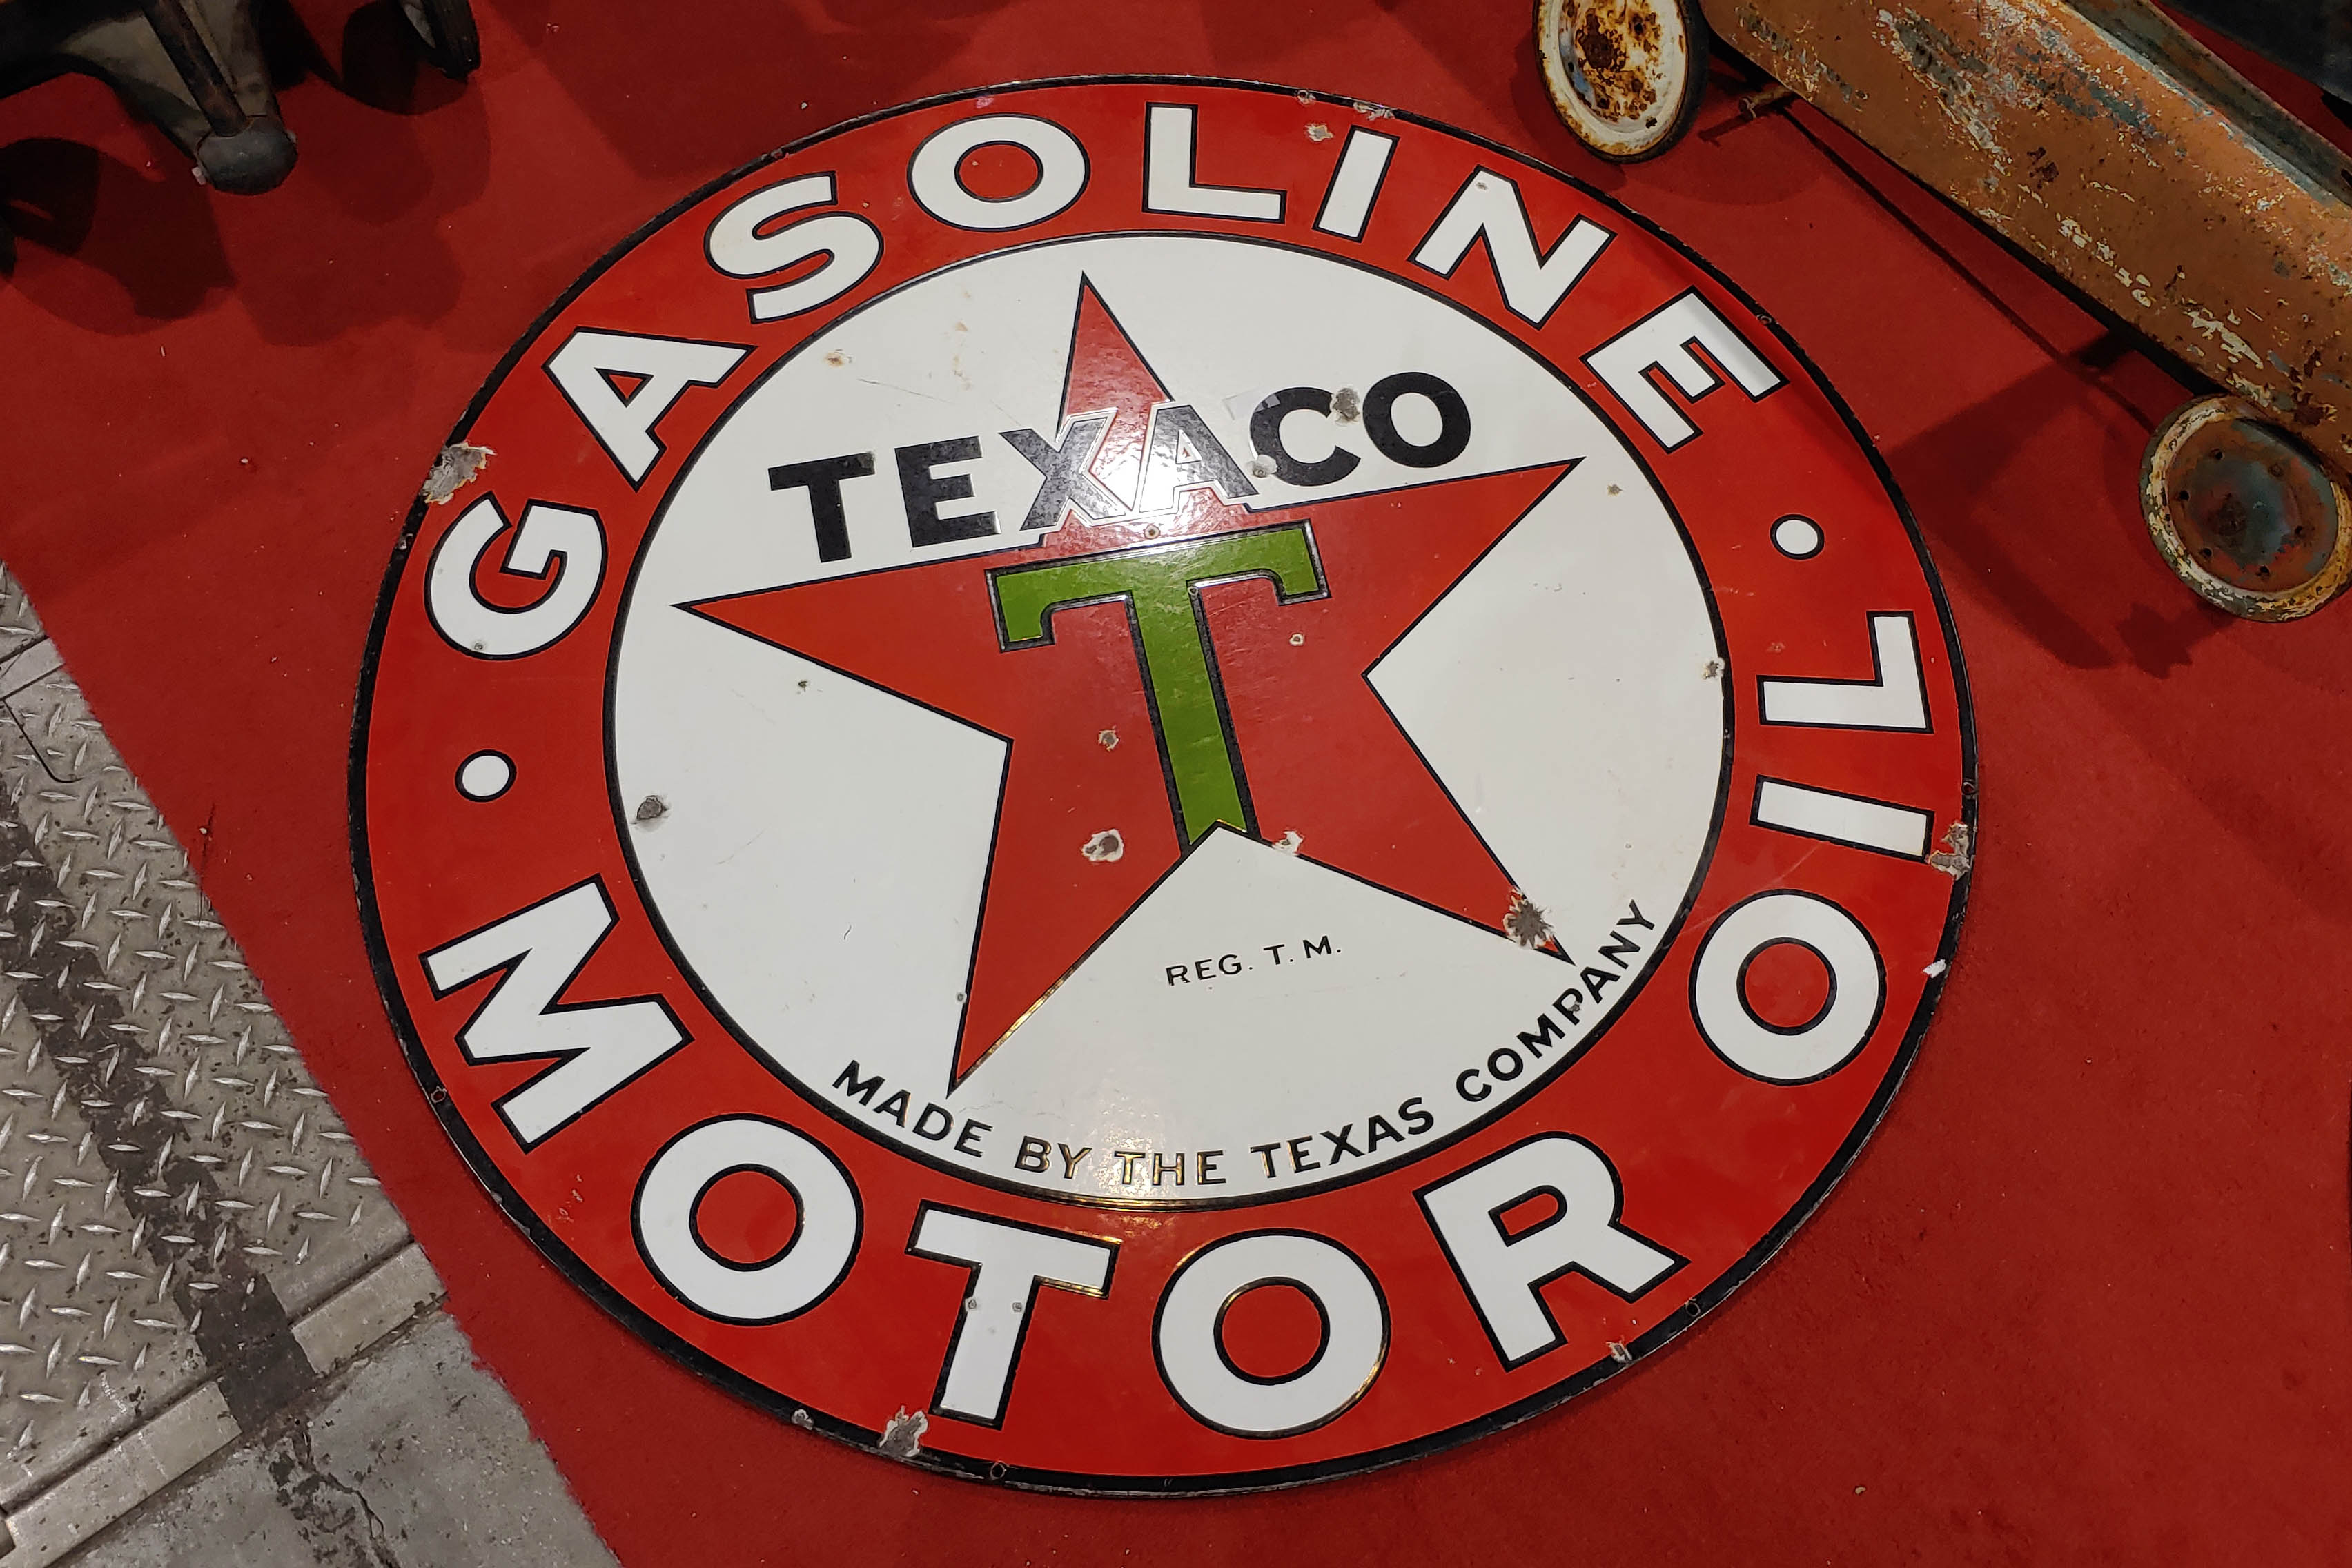 GASOLINE
TEXACO
T
REG. T. M.
MADE BY THE TEXAS COMPANY
• MOTOR OIL •